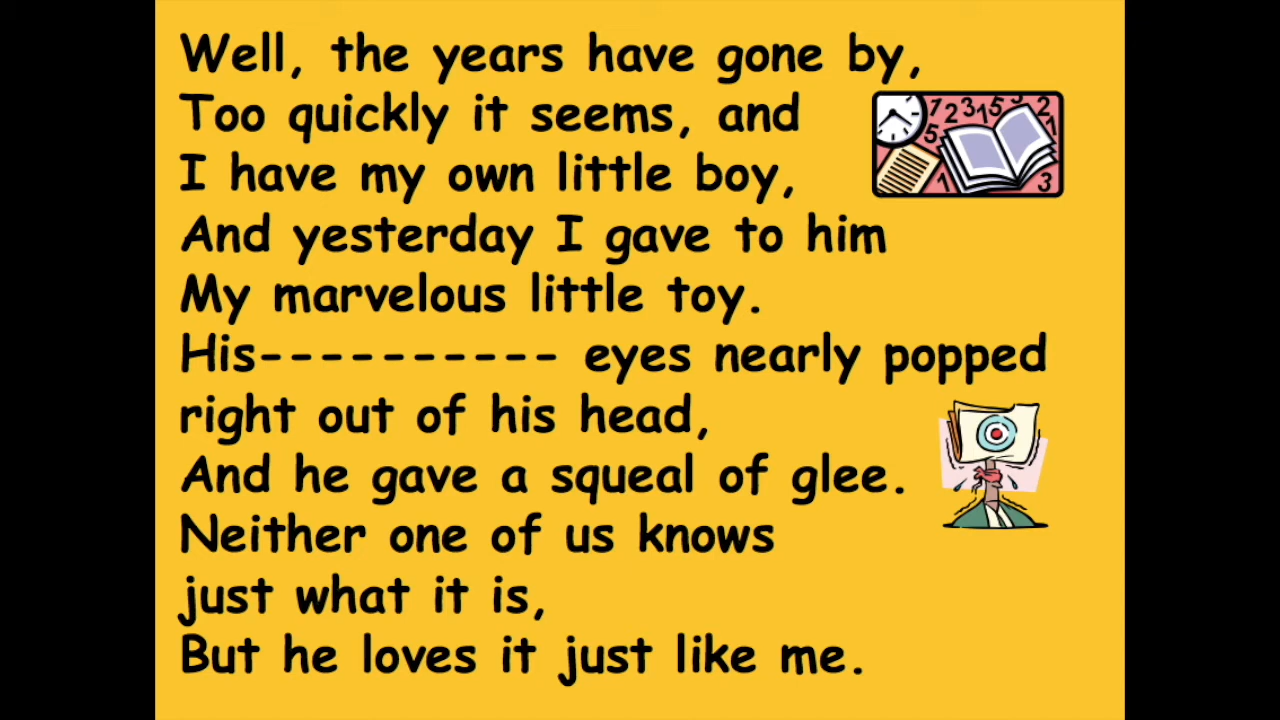 Well, the years have gone by,
Too quickly it seems, and
I have my own little boy,
And yesterday I gave to him
My marvelous little toy.
His---------- eyes nearly popped
right out of his head,
And he gave a squeal of glee.
Neither one of us knows
just what it is,
But he loves it just like me.